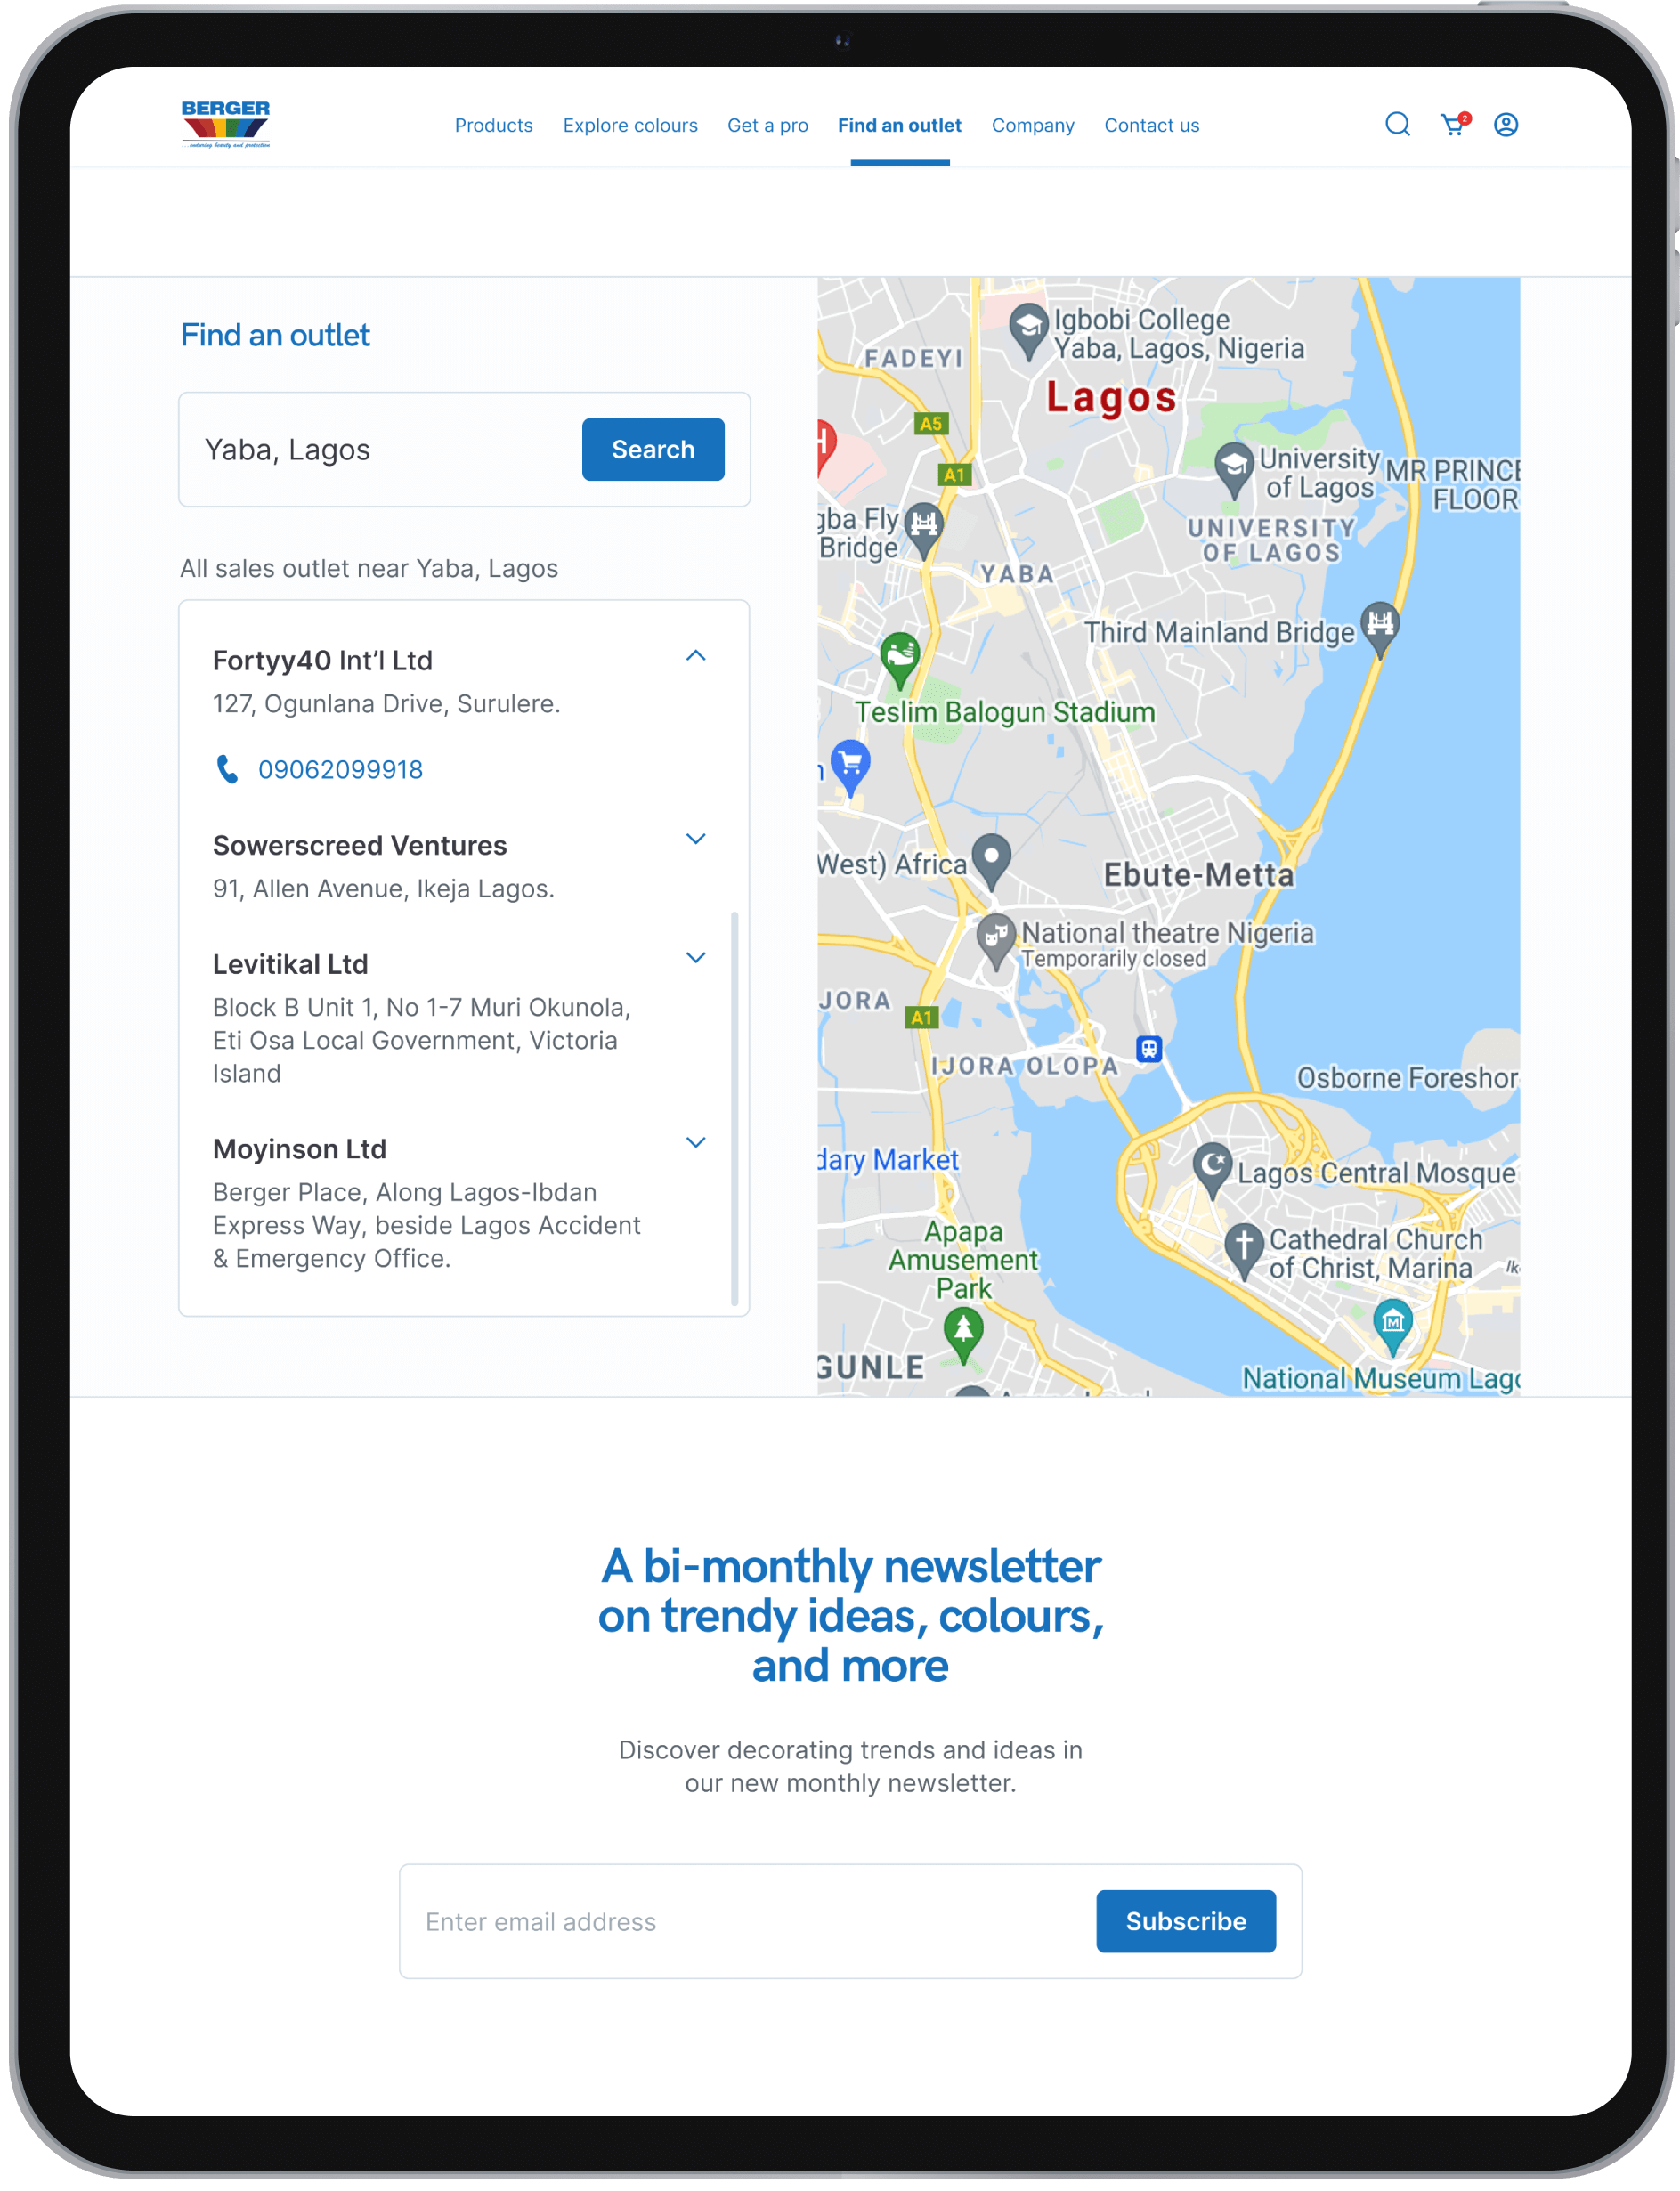 BERGER
...enduring beauty and protection
Products Explore colours Get a pro Find an outlet Company Contact us
2
Find an outlet
Yaba, Lagos
Search
All sales outlet near Yaba, Lagos
Fortyy40 Int’l Ltd
127, Ogunlana Drive, Surulere.
09062099918
Sowerscreed Ventures
91, Allen Avenue, Ikeja Lagos.
Levitikal Ltd
Block B Unit 1, No 1-7 Muri Okunola,
Eti Osa Local Government, Victoria
Island
Moyinson Ltd
Berger Place, Along Lagos-Ibdan
Express Way, beside Lagos Accident
& Emergency Office.
Igbobi College
Yaba, Lagos, Nigeria
FADEYI
Lagos
A5
A1
H
University
of Lagos
MR PRINCE
FLOOR
gba Fly
Bridge
UNIVERSITY
OF LAGOS
YABA
Third Mainland Bridge
Teslim Balogun Stadium
n
West) Africa
Ebute-Metta
National theatre Nigeria
Temporarily closed
JORA
A1
IJORA OLOPA
Osborne Foreshor
dary Market
Lagos Central Mosque
Apapa
Amusement
Park
Cathedral Church
of Christ, Marina
Ik
M
GUNLE
National Museum Lago
A bi-monthly newsletter
on trendy ideas, colours,
and more
Discover decorating trends and ideas in
our new monthly newsletter.
Enter email address
Subscribe